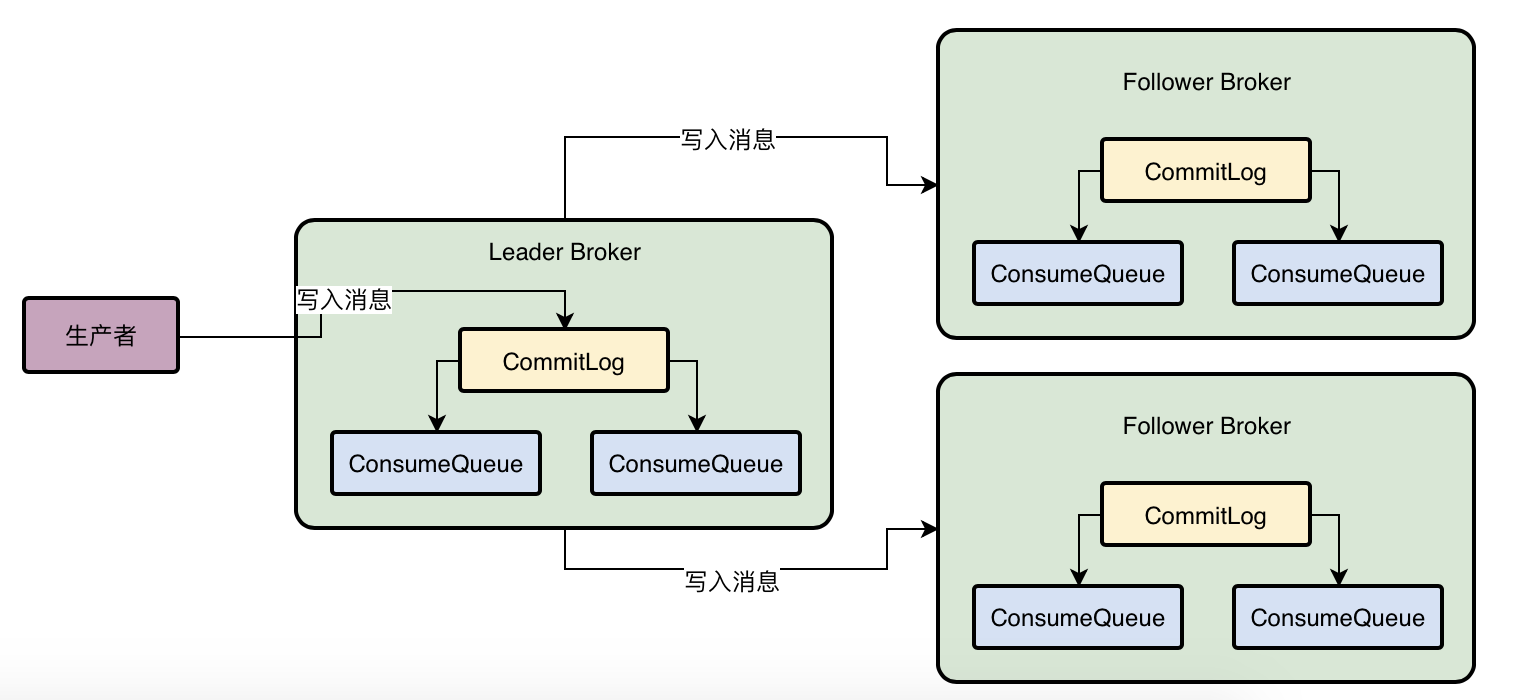 生产者
写入消息
Leader Broker
CommitLog
ConsumeQueue
ConsumeQueue
写入消息
Follower Broker
CommitLog
ConsumeQueue
ConsumeQueue
写入消息
Follower Broker
CommitLog
ConsumeQueue
ConsumeQueue